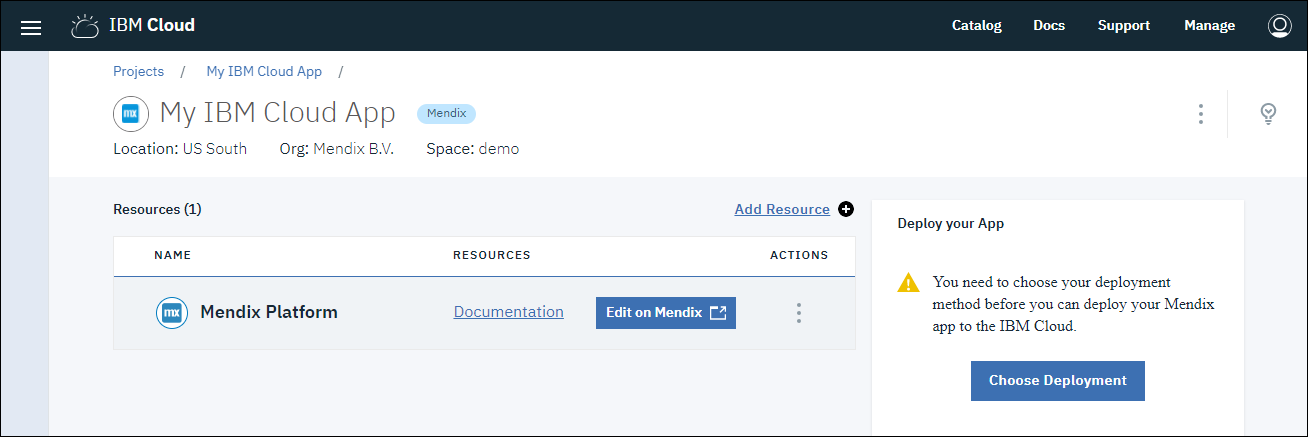 IBM Cloud Catalog Docs Support Manage
Projects / My IBM Cloud App /
mx My IBM Cloud App Mendix
Location: US South Org: Mendix B.V. Space: demo
Resources (1) Add Resource
NAME RESOURCES ACTIONS
mx Mendix Platform Documentation Edit on Mendix
Deploy your App
You need to choose your deployment
method before you can deploy your Mendix
app to the IBM Cloud.
Choose Deployment